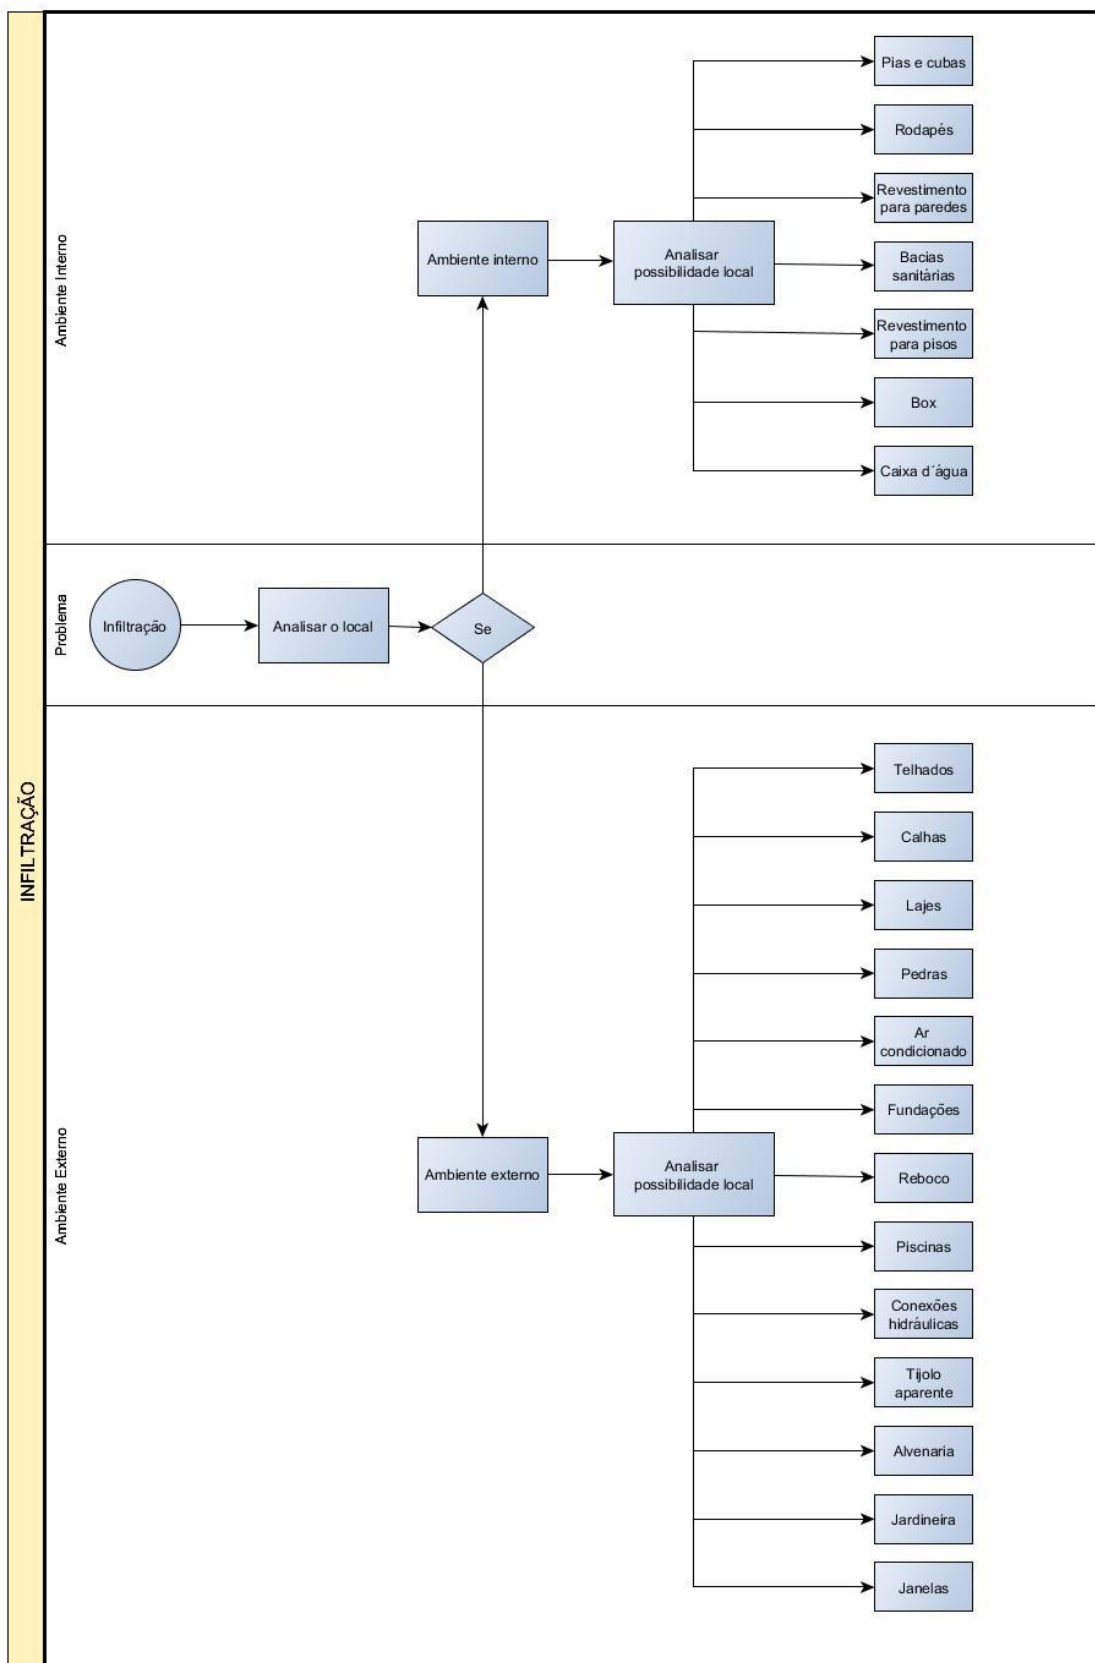 INFILTRAÇÃO
Ambiente Interno
Pias e cubas
Rodapés
Revestimento
para paredes
Ambiente interno
Analisar
possibilidade local
Bacias
sanitárias
Revestimento
para pisos
Box
Caixa d´água
Problema
Infiltração
Analisar o local
Se
Ambiente Externo
Telhados
Calhas
Lajes
Pedras
Ar
condicionado
Fundações
Ambiente externo
Analisar
possibilidade local
Reboco
Piscinas
Conexões
hidráulicas
Tijolo
aparente
Alvenaria
Jardineira
Janelas